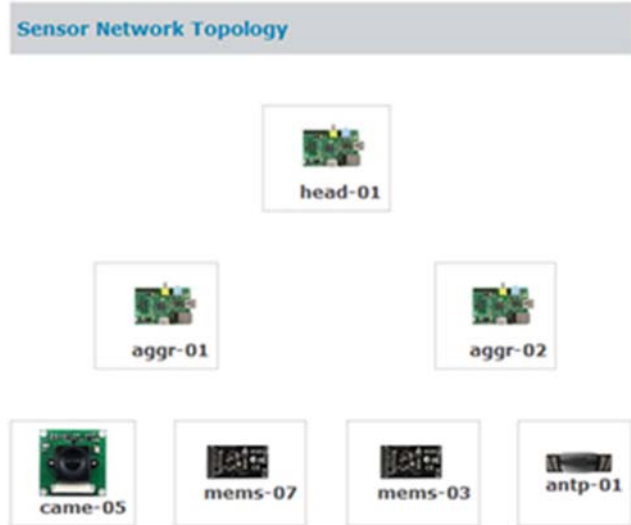 Sensor Network Topology
head-01
aggr-01
aggr-02
came-05
mems-07
mems-03
antp-01